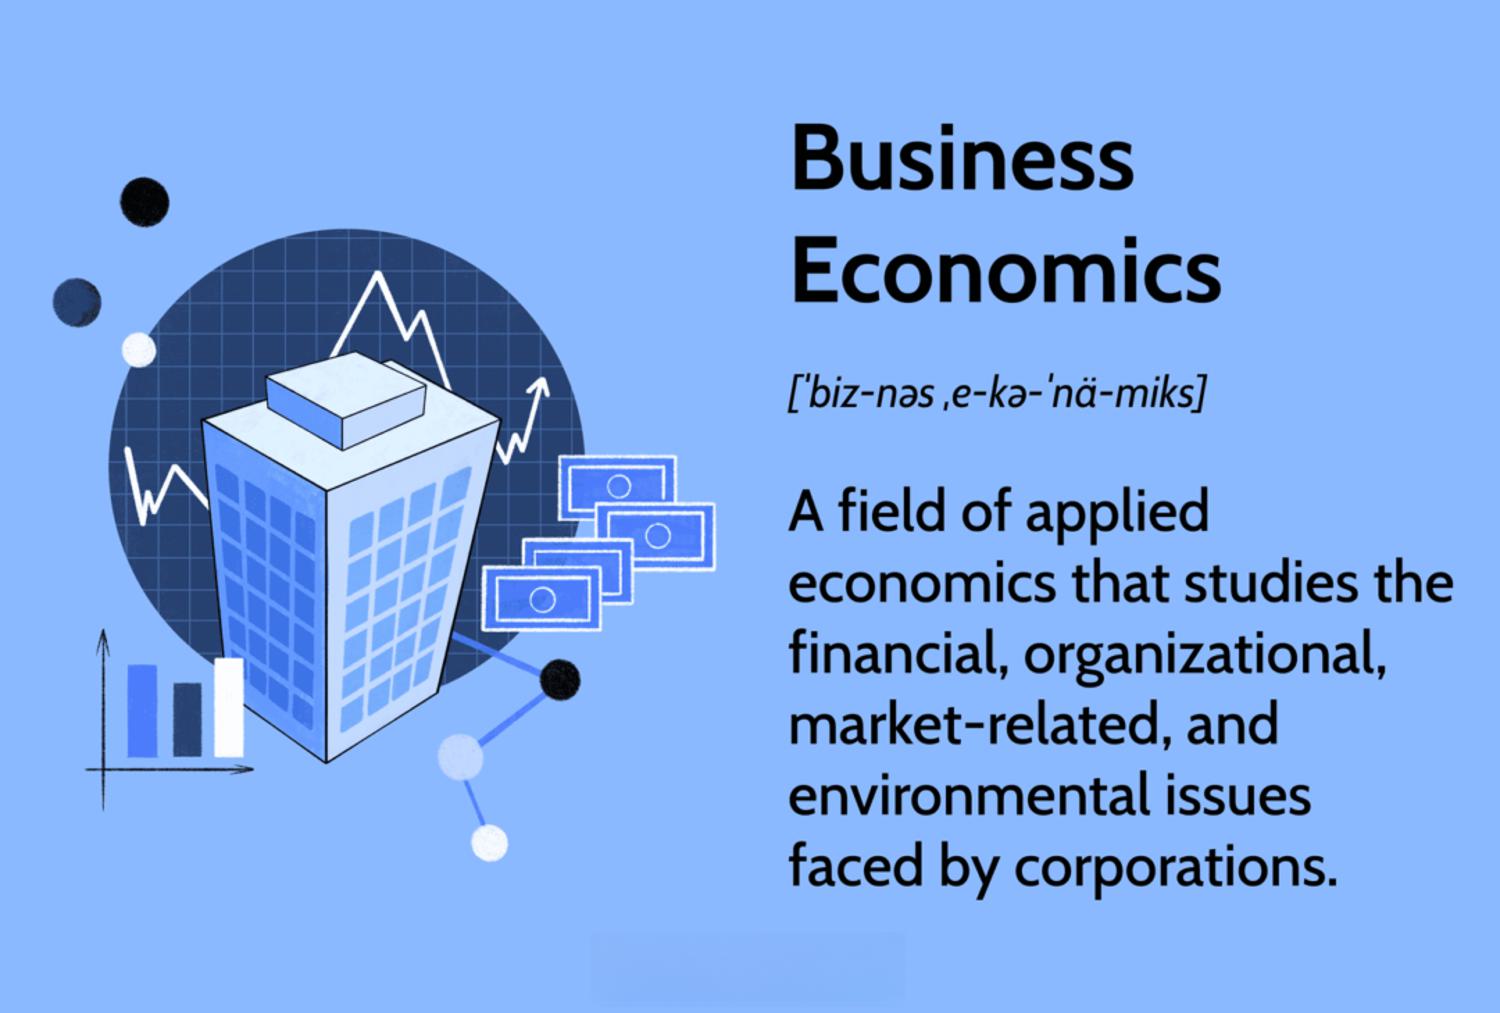 Business
Economics
[ˈbiz-nəs ˌe-kə-ˈnä-miks]
A field of applied
economics that studies the
financial, organizational,
market-related, and
environmental issues
faced by corporations.